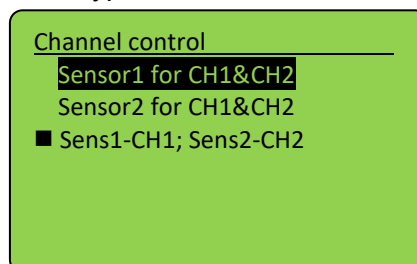 Channel control
Sensor1 for CH1&CH2
Sensor2 for CH1&CH2
■ Sens1-CH1; Sens2-CH2